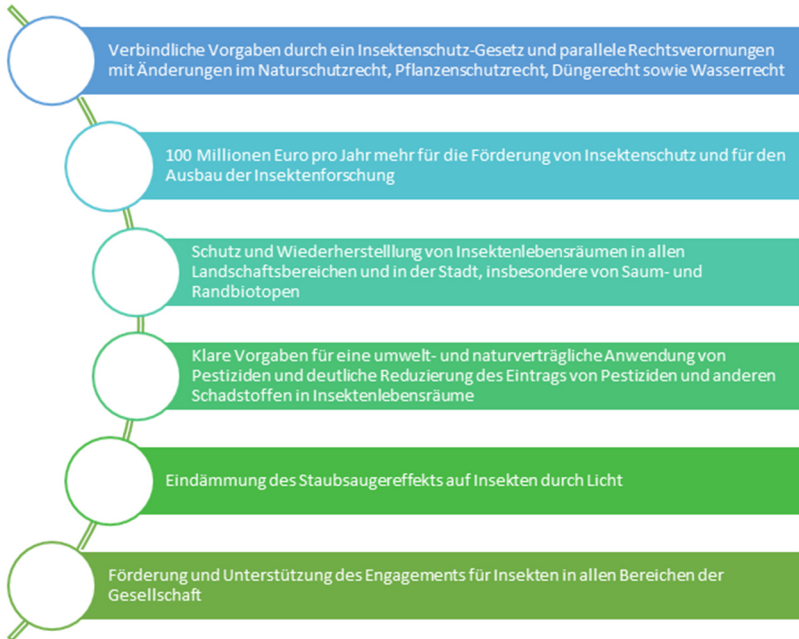 Verbindliche Vorgaben durch ein Insektenschutz-Gesetz und parallele Rechtsverornungen
mit Änderungen im Naturschutzrecht, Pflanzenschutzrecht, Düngerecht sowie Wasserrecht
100 Millionen Euro pro Jahr mehr für die Förderung von Insektenschutz und für den
Ausbau der Insektenforschung
Schutz und Wiederherstelllung von Insektenlebensräumen in allen
Landschaftsbereichen und in der Stadt, insbesondere von Saum- und
Randbiotopen
Klare Vorgaben für eine umwelt- und naturverträgliche Anwendung von
Pestiziden und deutliche Reduzierung des Eintrags von Pestiziden und anderen
Schadstoffen in Insektenlebensräume
Eindämmung des Staubsaugereffekts auf Insekten durch Licht
Förderung und Unterstützung des Engagements für Insekten in allen Bereichen der
Gesellschaft